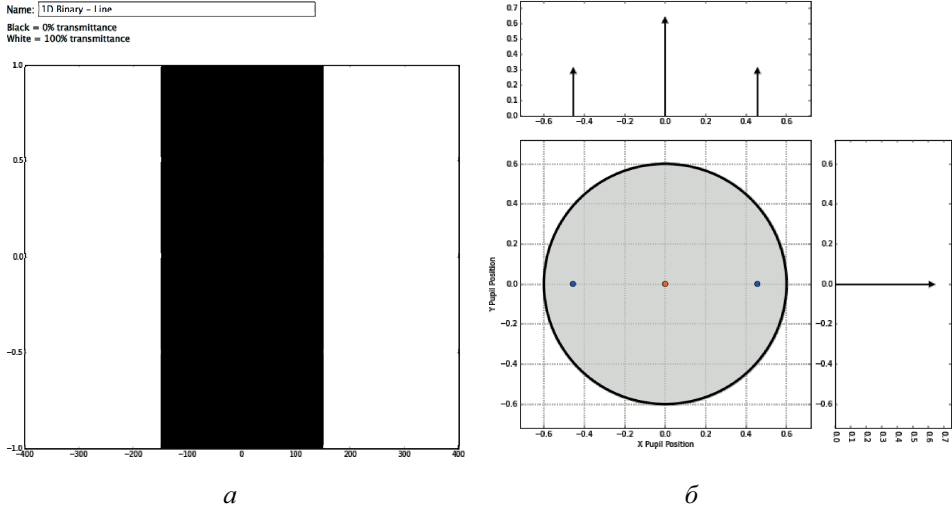 Name: 1D Binary – Line
Black = 0% transmittance
White = 100% transmittance
1.0
0.5
0.0
−0.5
−1.0
−400 −300 −200 −100 0 100 200 300 400
0.7
0.6
0.5
0.4
0.3
0.2
0.1
0.0
−0.6 −0.4 −0.2 0.0 0.2 0.4 0.6
Y Pupil Position
0.6
0.4
0.2
0.0
−0.2
−0.4
−0.6
−0.6 −0.4 −0.2 0.0 0.2 0.4 0.6
X Pupil Position
0.6
0.4
0.2
0.0
−0.2
−0.4
−0.6
0.0 0.1 0.2 0.3 0.4 0.5 0.6 0.7
а
б